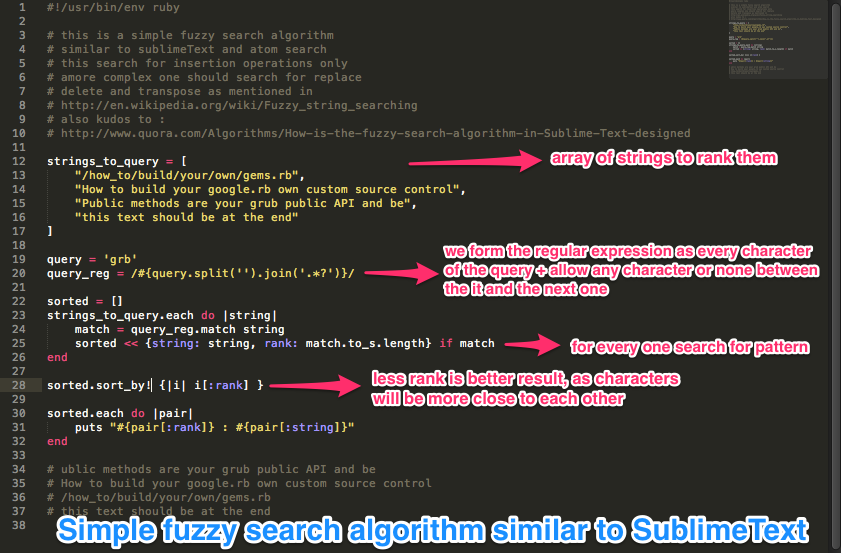 1 #!/usr/bin/env ruby
2
3 # this is a simple fuzzy search algorithm
4 # similar to sublimeText and atom search
5 # this search for insertion operations only
6 # amore complex one should search for replace
7 # delete and transpose as mentioned in
8 # http://en.wikipedia.org/wiki/Fuzzy_string_searching
9 # also kudos to :
10 # http://www.quora.com/Algorithms/How-is-the-fuzzy-search-algorithm-in-Sublime-Text-designed
11
12 strings_to_query = [
array of strings to rank them
13 "/how_to/build/your/own/gems.rb",
14 "How to build your google.rb own custom source control",
15 "Public methods are your grub public API and be",
16 "this text should be at the end"
17 ]
18
19 query = 'grb'
20 query_reg = /#{query.split('').join('.*?')}/
we form the regular expression as every character
of the query + allow any character or none between
the it and the next one
21
22 sorted = []
23 strings_to_query.each do |string|
24 match = query_reg.match string
25 sorted << {string: string, rank: match.to_s.length} if match
for every one search for pattern
26 end
27
28 sorted.sort_by! {|i| i[:rank] }
less rank is better result, as characters
will be more close to each other
29
30 sorted.each do |pair|
31 puts "#{pair[:rank]} : #{pair[:string]}"
32 end
33
34 # ublic methods are your grub public API and be
35 # How to build your google.rb own custom source control
36 # /how_to/build/your/own/gems.rb
37 # this text should be at the end
38
Simple fuzzy search algorithm similar to SublimeText